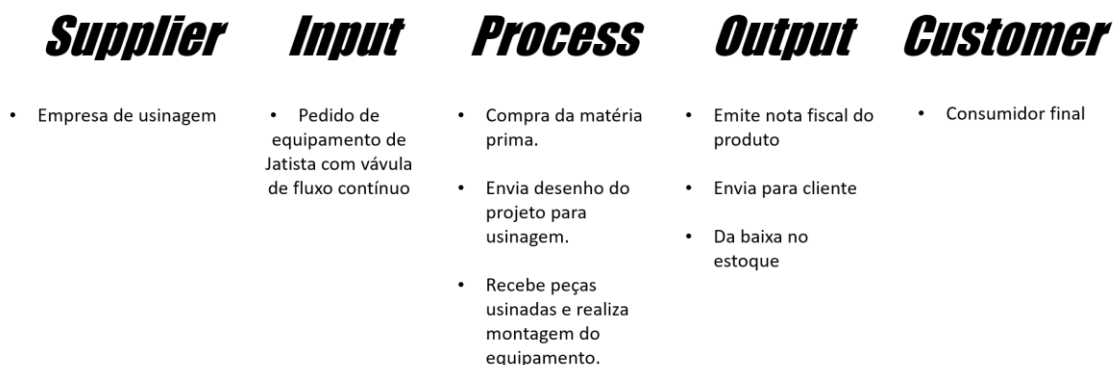 Supplier
Input
Process
Output
Customer
• Empresa de usinagem
• Pedido de
equipamento de
Jatista com vávula
de fluxo contínuo
• Compra da matéria
prima.
• Envia desenho do
projeto para
usinagem.
• Recebe peças
usinadas e realiza
montagem do
equipamento.
• Emite nota fiscal do
produto
• Envia para cliente
• Da baixa no
estoque
• Consumidor final